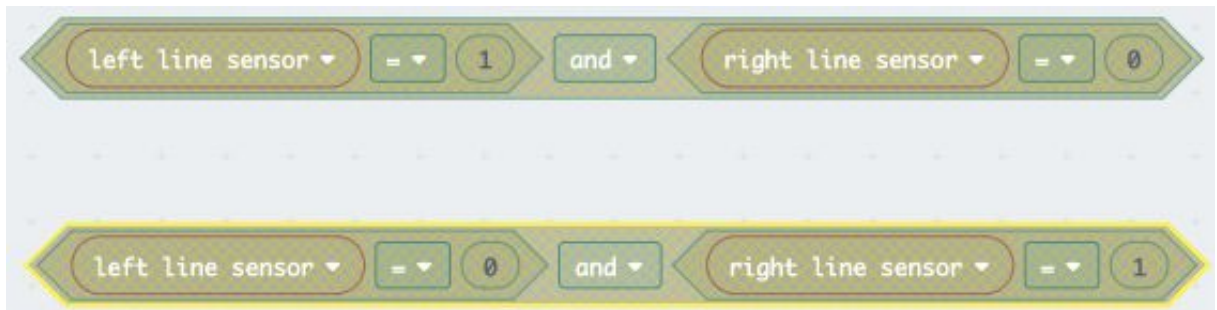 left line sensor = 1 and right line sensor = 0
left line sensor = 0 and right line sensor = 1